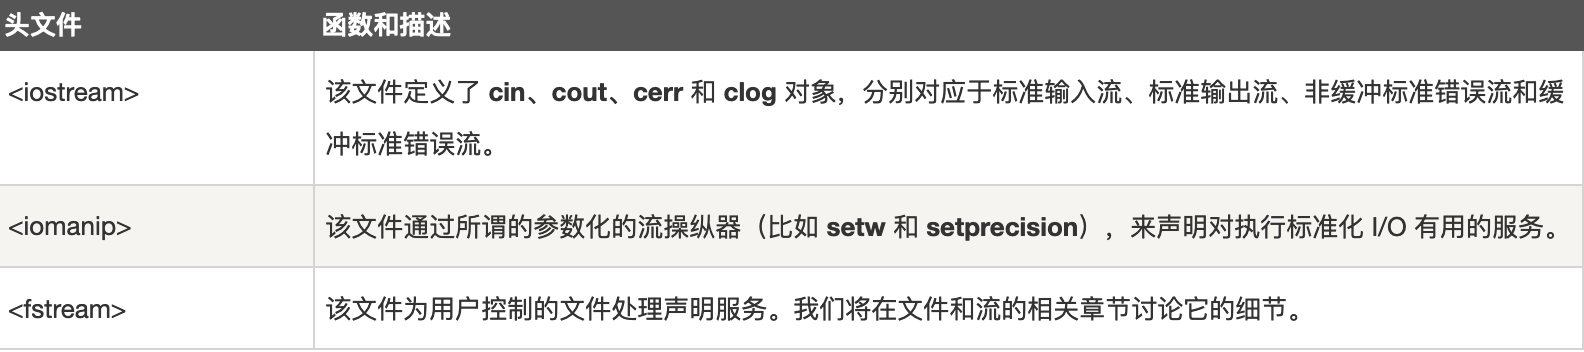 头文件 函数和描述
<iostream> 该文件定义了 cin、cout、cerr 和 clog 对象，分别对应于标准输入流、标准输出流、非缓冲标准错误流和缓
冲标准错误流。
<iomanip> 该文件通过所谓的参数化的流操纵器（比如 setw 和 setprecision），来声明对执行标准化 I/O 有用的服务。
<fstream> 该文件为用户控制的文件处理声明服务。我们将在文件和流的相关章节讨论它的细节。